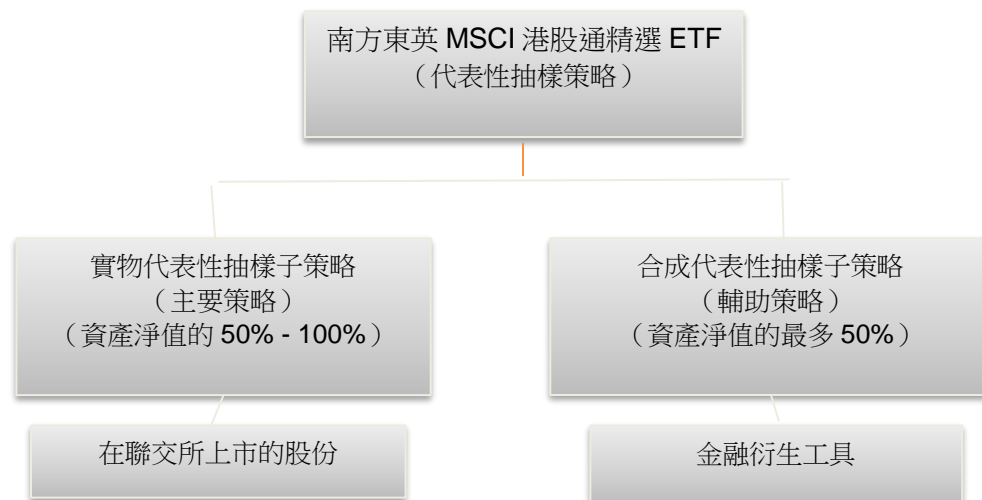 南方東英 MSCI 港股通精選 ETF
（代表性抽樣策略）
實物代表性抽樣子策略
（主要策略）
（資產淨值的 50% - 100%）
合成代表性抽樣子策略
（輔助策略）
（資產淨值的最多 50%）
在聯交所上市的股份
金融衍生工具